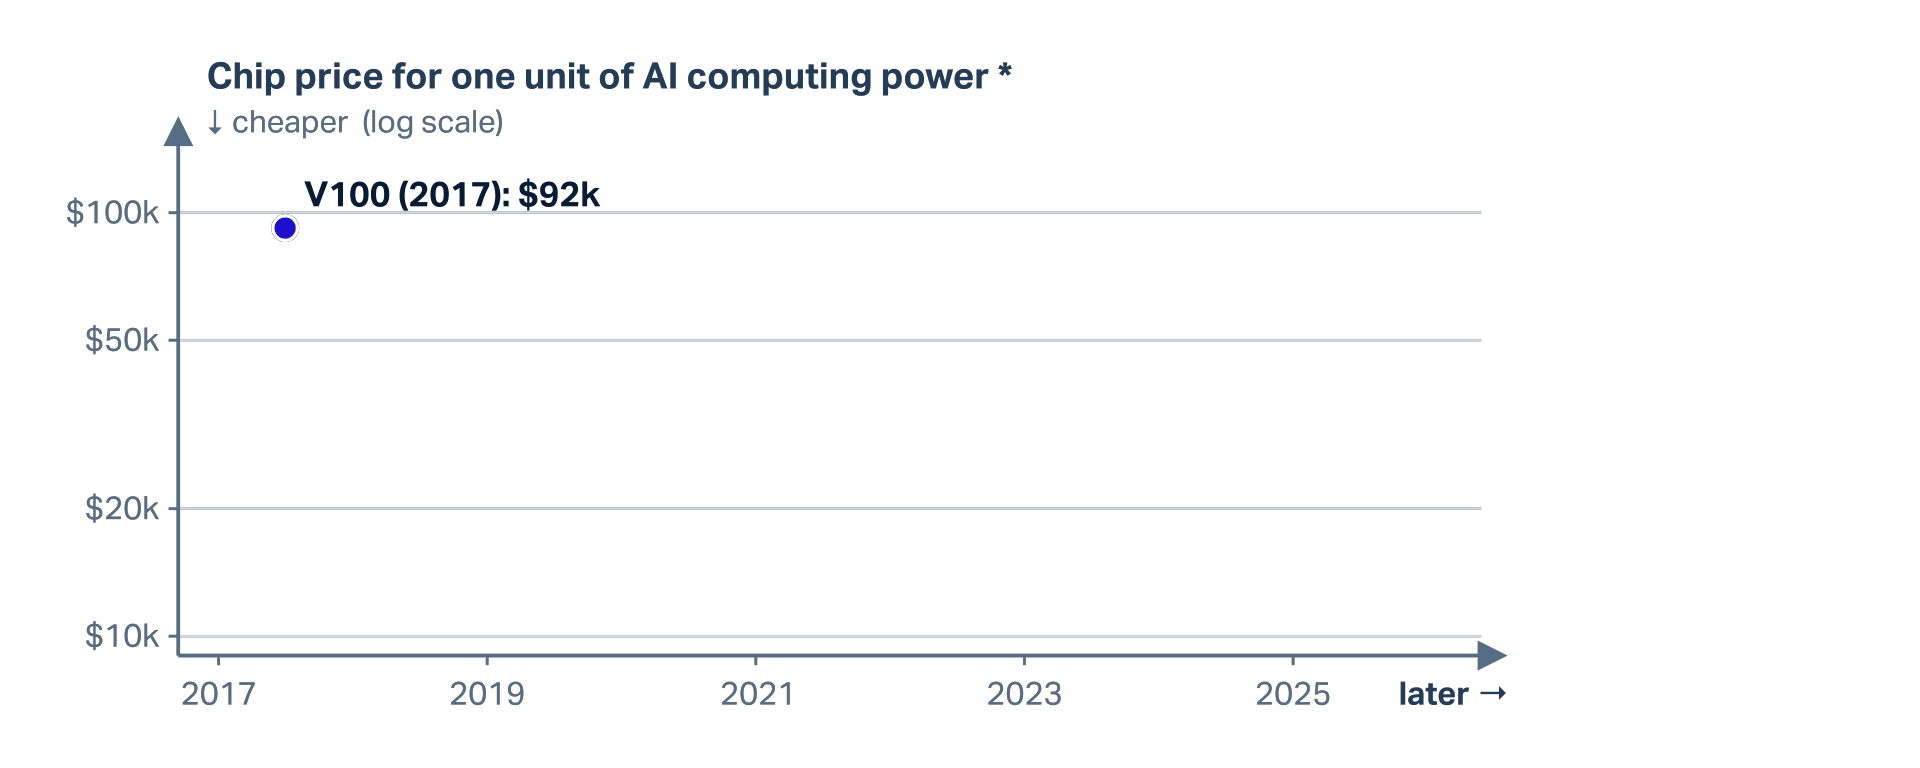 Chip price for one unit of AI computing power *
↓ cheaper (log scale)
V100 (2017): $92k
$100k
$50k
$20k
$10k
2017 2019 2021 2023 2025 later →